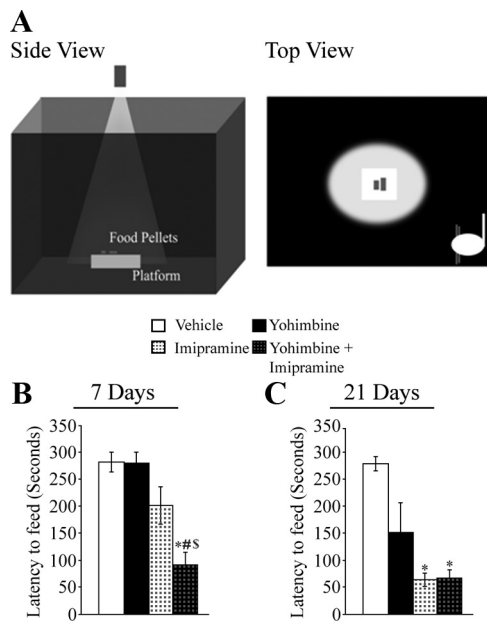 A
Side View
Top View
Food Pellets
Platform
Vehicle
Yohimbine
Imipramine
Yohimbine +
Imipramine
B
7 Days
Latency to feed (Seconds)
350
300
250
200
150
100
50
0
*#$
C
21 Days
Latency to feed (Seconds)
350
300
250
200
150
100
50
0
*
*